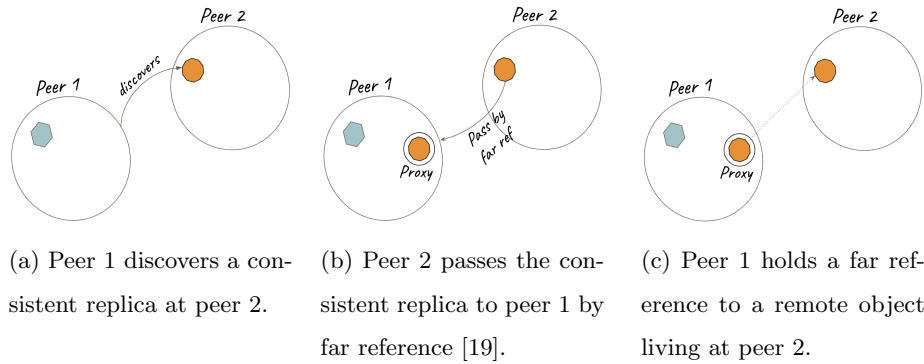 Peer 2
Peer 1
discovers
(a) Peer 1 discovers a con-
sistent replica at peer 2.
Peer 2
Peer 1
Pass by
far ref
Proxy
(b) Peer 2 passes the con-
sistent replica to peer 1 by
far reference [19].
Peer 2
Peer 1
Proxy
(c) Peer 1 holds a far ref-
erence to a remote object
living at peer 2.